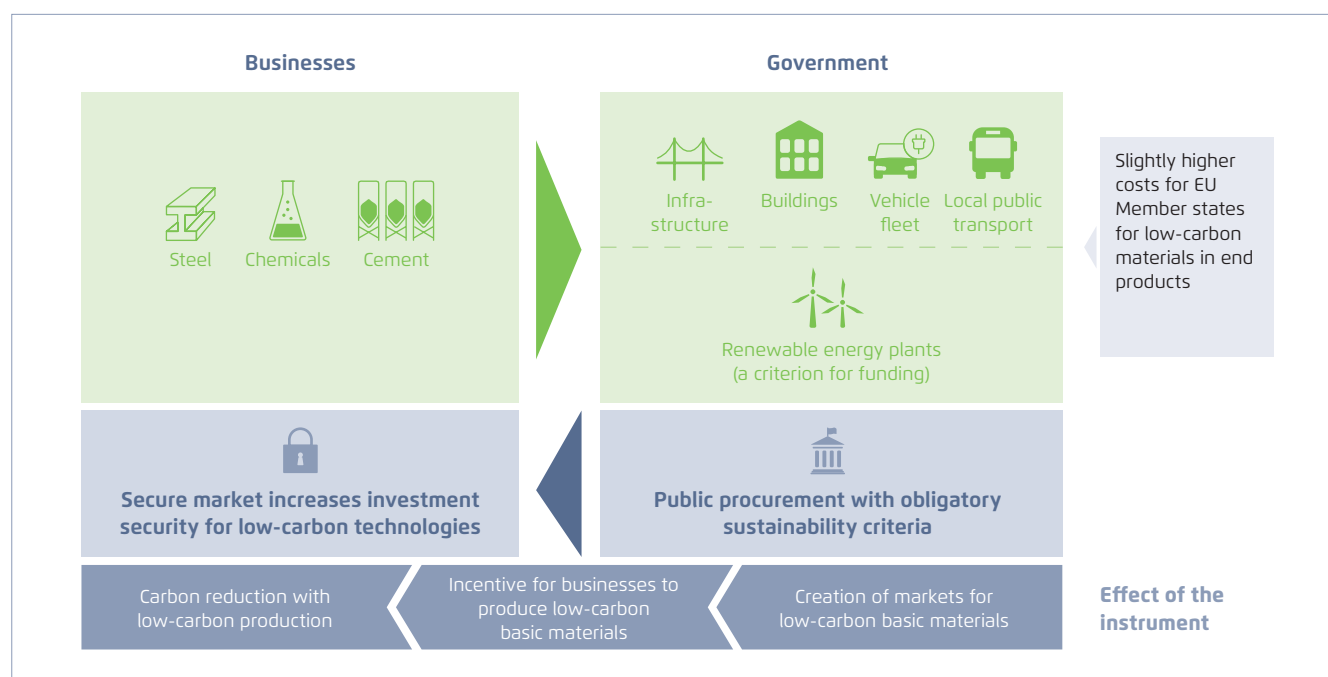 Businesses
Government
Steel
Chemicals
Cement
Infra-
structure
Buildings
Vehicle
fleet
Local public
transport
Renewable energy plants
(a criterion for funding)
Slightly higher
costs for EU
Member states
for low-carbon
materials in end
products
Secure market increases investment
security for low-carbon technologies
Public procurement with obligatory
sustainability criteria
Carbon reduction with
low-carbon production
Incentive for businesses to
produce low-carbon
basic materials
Creation of markets for
low-carbon basic materials
Effect of the
instrument